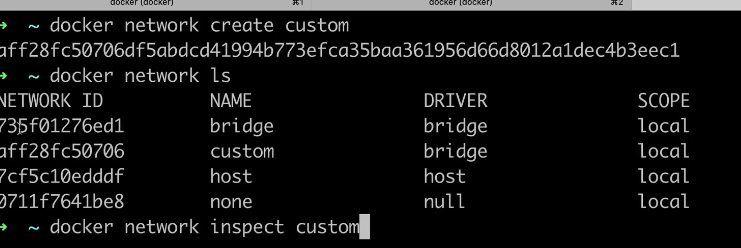 docker (docker) ⌘1 docker (docker) ⌘2
➜ ~ docker network create custom
aff28fc50706df5abdcd41994b773efca35baa361956d66d8012a1dec4b3eec1
➜ ~ docker network ls
NETWORK ID NAME DRIVER SCOPE
735f01276ed1 bridge bridge local
aff28fc50706 custom bridge local
7cf5c10edddf host host local
0711f7641be8 none null local
➜ ~ docker network inspect custom